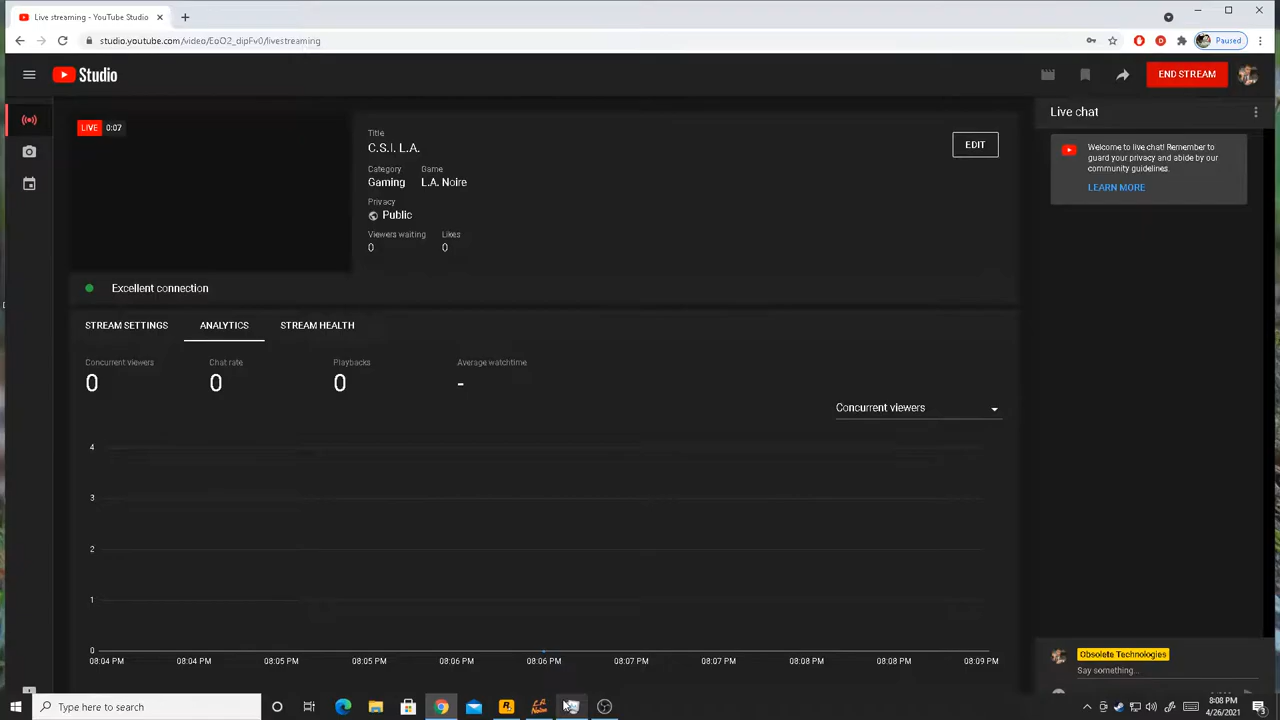 Live streaming - YouTube Studio
studio.youtube.com/video/EoO2_dipFv0/livestreaming
Paused
Studio
END STREAM
LIVE 0:07
Title
C.S.I. L.A.
EDIT
Category Game
Gaming L.A. Noire
Privacy
Public
Viewers waiting Likes
0 0
Excellent connection
Live chat
Welcome to live chat! Remember to
guard your privacy and abide by our
community guidelines.
LEARN MORE
STREAM SETTINGS ANALYTICS STREAM HEALTH
Concurrent viewers Chat rate Playbacks Average watchtime
0 0 0 -
Concurrent viewers
4
3
2
1
0
08:04 PM 08:04 PM 08:05 PM 08:05 PM 08:06 PM 08:06 PM 08:07 PM 08:07 PM 08:08 PM 08:08 PM 08:09 PM
Obsolete Technologies
Say something...
Type here to search
8:08 PM
4/26/2021